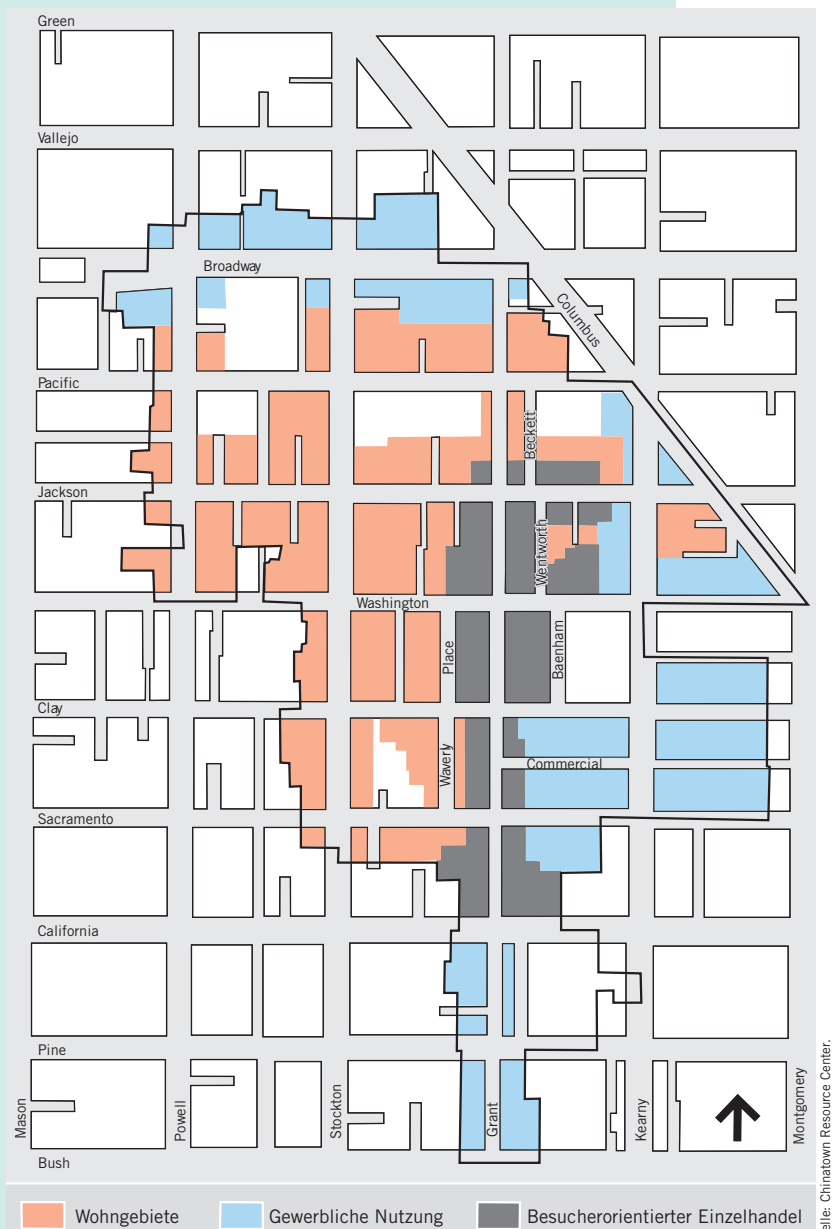 Green
Vallejo
Broadway
Columbus
Pacific
Beckett
Jackson
Wentworth
Washington
Place
Baenham
Clay
Waverly
Commercial
Sacramento
California
Pine
Mason
Powell
Stockton
Grant
Kearny
Montgomery
Bush
Wohngebiete
Gewerbliche Nutzung
Besucherorientierter Einzelhandel
elle: Chinatown Resource Center.